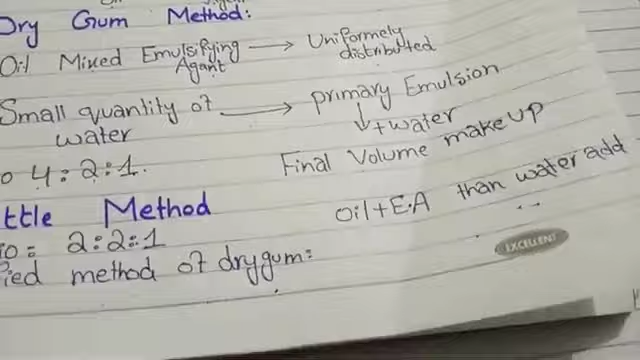 Dry Gum Method:
Oil Mixed Emulsifying Agant → Uniformely distributed
Small quantity of water → primary Emulsion
↓ + water
Final Volume make up
o 4:2:1.
ttle Method
Oil + E.A than water add
io = 2:2:1
ied method of drygum:
EXCELLENT